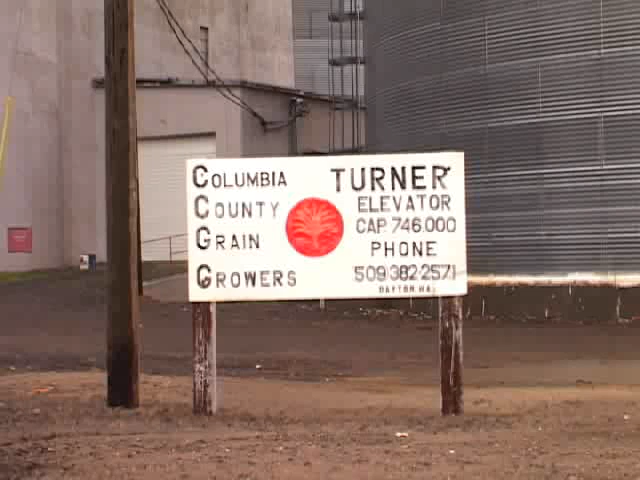 COLUMBIA
COUNTY
GRAIN
GROWERS
TURNER
ELEVATOR
CAP. 746.000
PHONE
509-382-2571
DAYTON WA.